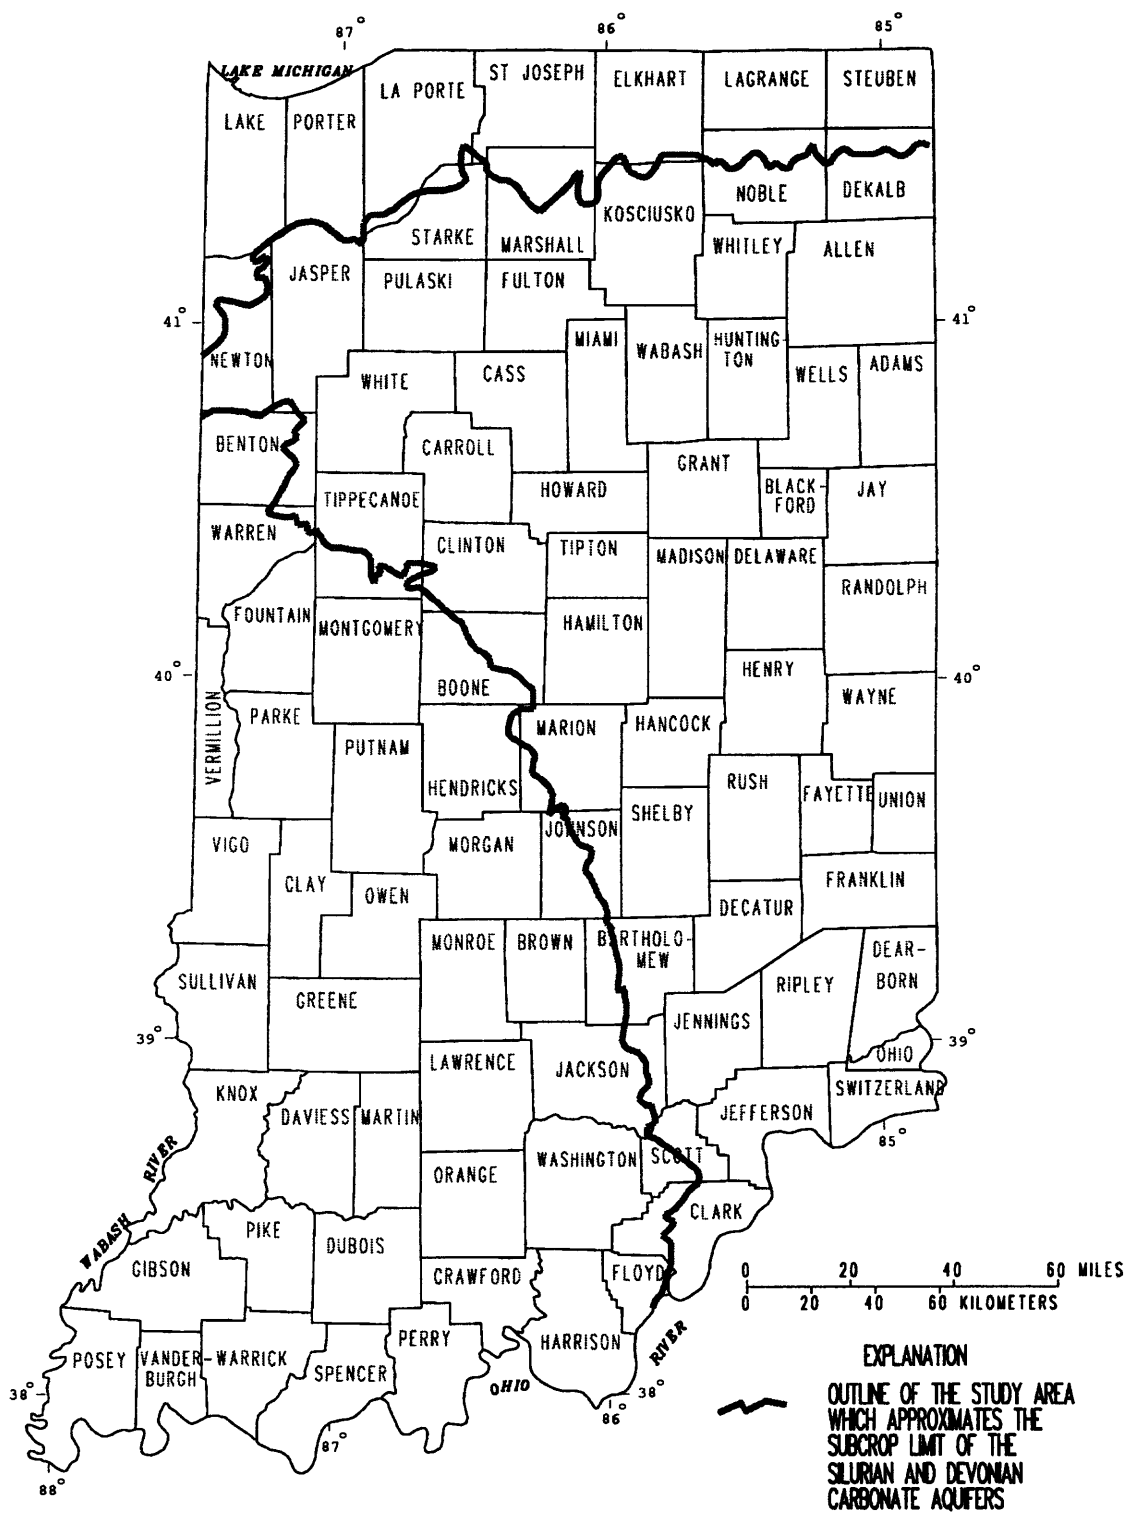 87°
86°
85°
LAKE MICHIGAN
LA PORTE
ST JOSEPH
ELKHART
LAGRANGE
STEUBEN
LAKE
PORTER
NOBLE
DEKALB
KOSCIUSKO
STARKE
MARSHALL
WHITLEY
ALLEN
JASPER
PULASKI
FULTON
41°
41°
NEWTON
MIAMI
WABASH
HUNTING-
TON
WELLS
ADAMS
WHITE
CASS
BENTON
CARROLL
GRANT
TIPPECANOE
HOWARD
BLACK-
FORD
JAY
WARREN
CLINTON
TIPTON
MADISON
DELAWARE
RANDOLPH
FOUNTAIN
MONTGOMERY
HAMILTON
40°
BOONE
HENRY
40°
VERMILLION
PARKE
PUTNAM
MARION
HANCOCK
WAYNE
HENDRICKS
RUSH
FAYETTE
UNION
SHELBY
JOHNSON
VIGO
MORGAN
CLAY
OWEN
FRANKLIN
DECATUR
MONROE
BROWN
BARTHOLO-
MEW
DEAR-
BORN
SULLIVAN
RIPLEY
GREENE
JENNINGS
39°
39°
OHIO
LAWRENCE
JACKSON
SWITZERLAND
KNOX
DAVIESS
MARTIN
JEFFERSON
85°
WABASH RIVER
ORANGE
WASHINGTON
SCOTT
CLARK
PIKE
DUBOIS
GIBSON
CRAWFORD
FLOYD
0 20 40 60 MILES
0 20 40 60 KILOMETERS
PERRY
HARRISON
OHIO RIVER
POSEY
VANDER-
BURGH
WARRICK
SPENCER
38°
38°
86°
87°
88°
EXPLANATION
OUTLINE OF THE STUDY AREA
WHICH APPROXIMATES THE
SUBCROP LIMIT OF THE
SILURIAN AND DEVONIAN
CARBONATE AQUIFERS